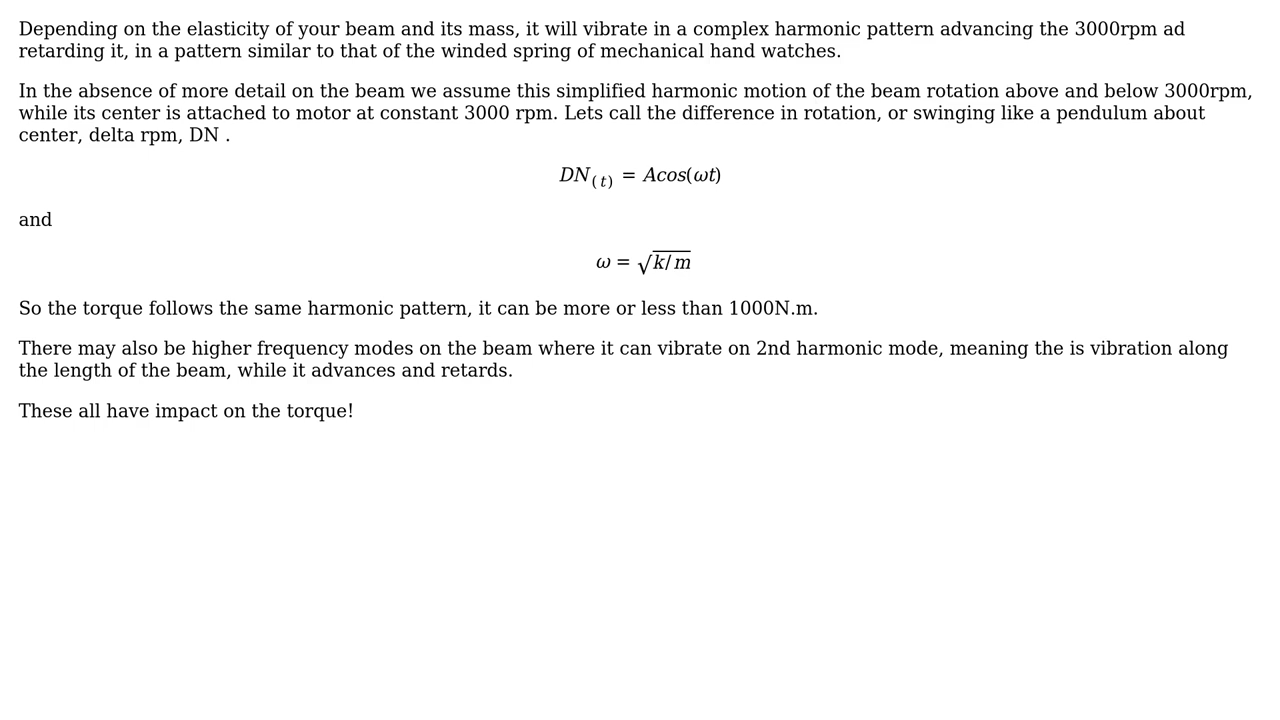 Depending on the elasticity of your beam and its mass, it will vibrate in a complex harmonic pattern advancing the 3000rpm ad
retarding it, in a pattern similar to that of the winded spring of mechanical hand watches.
In the absence of more detail on the beam we assume this simplified harmonic motion of the beam rotation above and below 3000rpm,
while its center is attached to motor at constant 3000 rpm. Lets call the difference in rotation, or swinging like a pendulum about
center, delta rpm, DN .
DN_(t) = Acos(ωt)
and
ω = √k/m
So the torque follows the same harmonic pattern, it can be more or less than 1000N.m.
There may also be higher frequency modes on the beam where it can vibrate on 2nd harmonic mode, meaning the is vibration along
the length of the beam, while it advances and retards.
These all have impact on the torque!